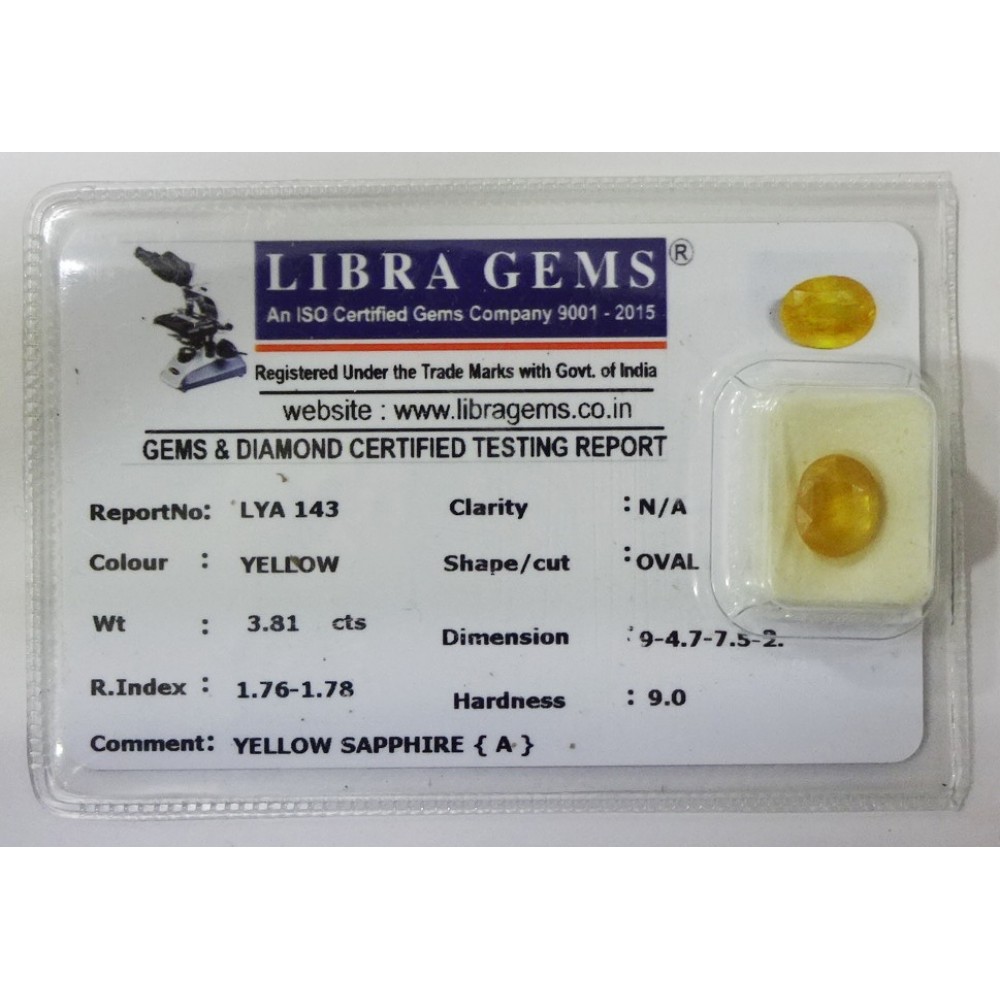 LIBRA GEMS ®
An ISO Certified Gems Company 9001 - 2015
Registered Under the Trade Marks with Govt. of India
website : www.libragems.co.in
GEMS & DIAMOND CERTIFIED TESTING REPORT
ReportNo: LYA 143
Clarity : N/A
Colour : YELLOW
Shape/cut : OVAL
Wt : 3.81 cts
Dimension : 9-4.7-7.5-2.
R.Index : 1.76-1.78
Hardness : 9.0
Comment: YELLOW SAPPHIRE { A }